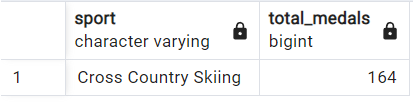 sport total_medals
character varying bigint
1 Cross Country Skiing 164